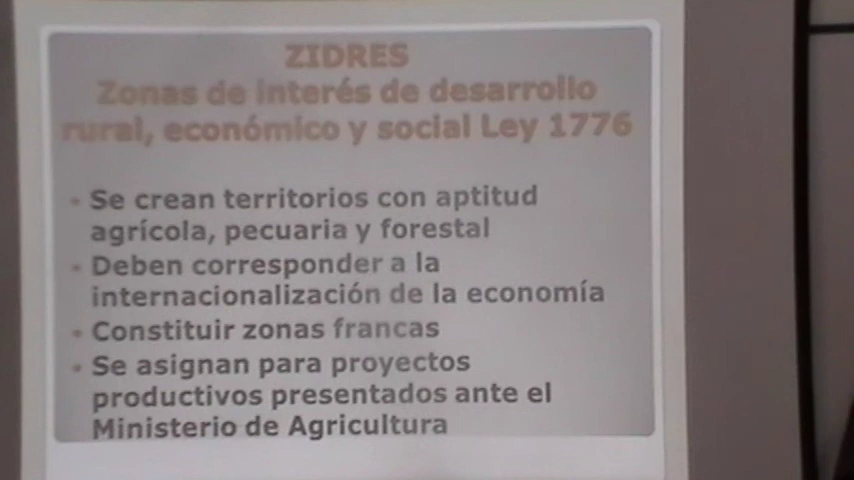 ZIDRES
Zonas de interés de desarrollo
rural, económico y social Ley 1776
• Se crean territorios con aptitud
agrícola, pecuaria y forestal
• Deben corresponder a la
internacionalización de la economía
• Constituir zonas francas
• Se asignan para proyectos
productivos presentados ante el
Ministerio de Agricultura